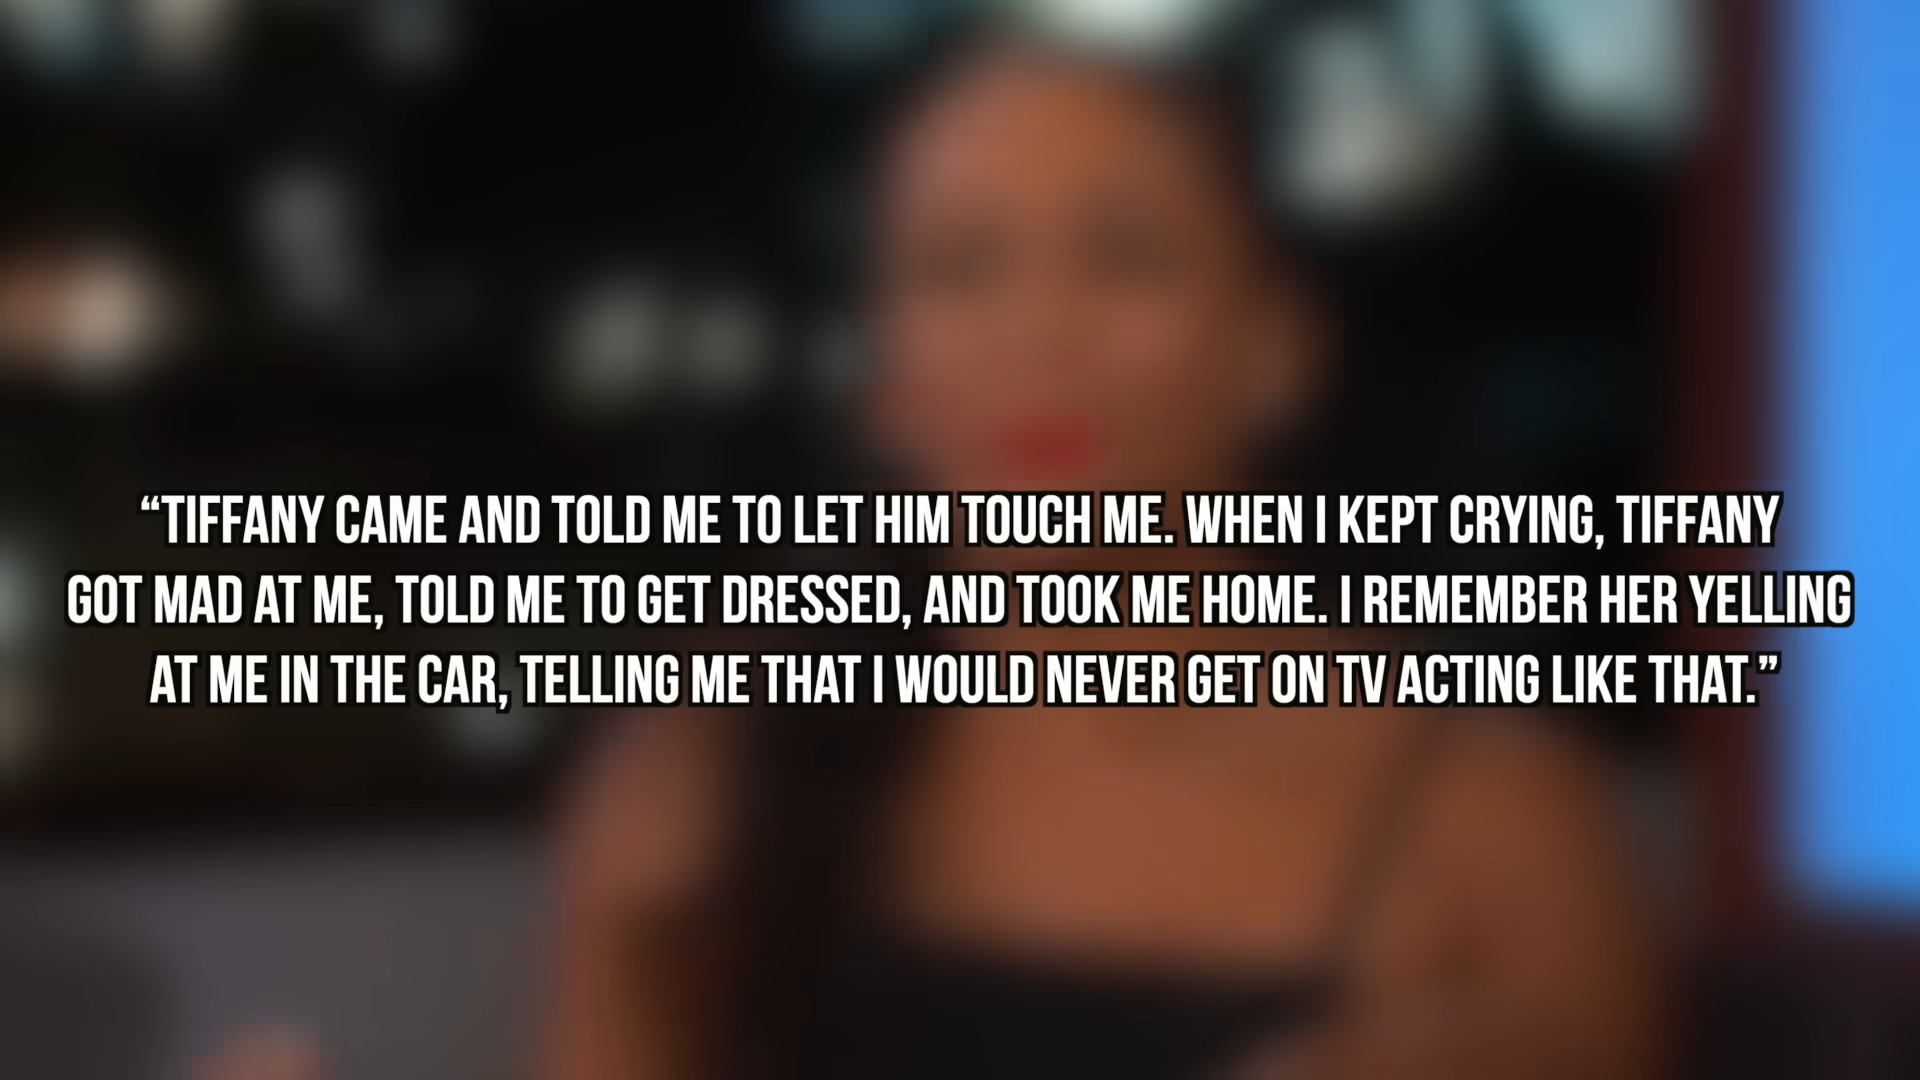 “TIFFANY CAME AND TOLD ME TO LET HIM TOUCH ME. WHEN I KEPT CRYING, TIFFANY
GOT MAD AT ME, TOLD ME TO GET DRESSED, AND TOOK ME HOME. I REMEMBER HER YELLING
AT ME IN THE CAR, TELLING ME THAT I WOULD NEVER GET ON TV ACTING LIKE THAT.”